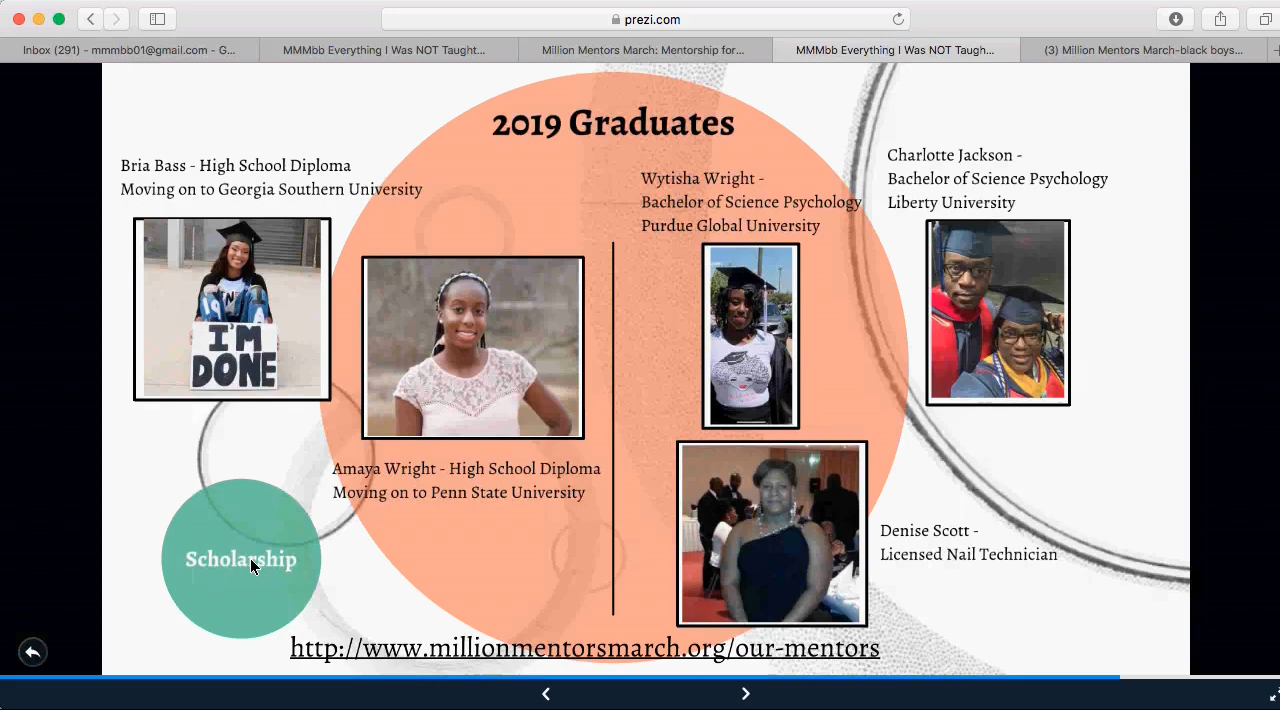 prezi.com
Inbox (291) - mmmbb01@gmail.com - G...
MMMBb Everything I Was NOT Taught...
Million Mentors March: Mentorship for...
MMMBb Everything I Was NOT Taugh...
(3) Million Mentors March-black boys...
2019 Graduates
Bria Bass - High School Diploma
Moving on to Georgia Southern University
Wytisha Wright -
Bachelor of Science Psychology
Purdue Global University
Charlotte Jackson -
Bachelor of Science Psychology
Liberty University
I'M
DONE
Amaya Wright - High School Diploma
Moving on to Penn State University
Denise Scott -
Licensed Nail Technician
Scholarship
http://www.millionmentorsmarch.org/our-mentors